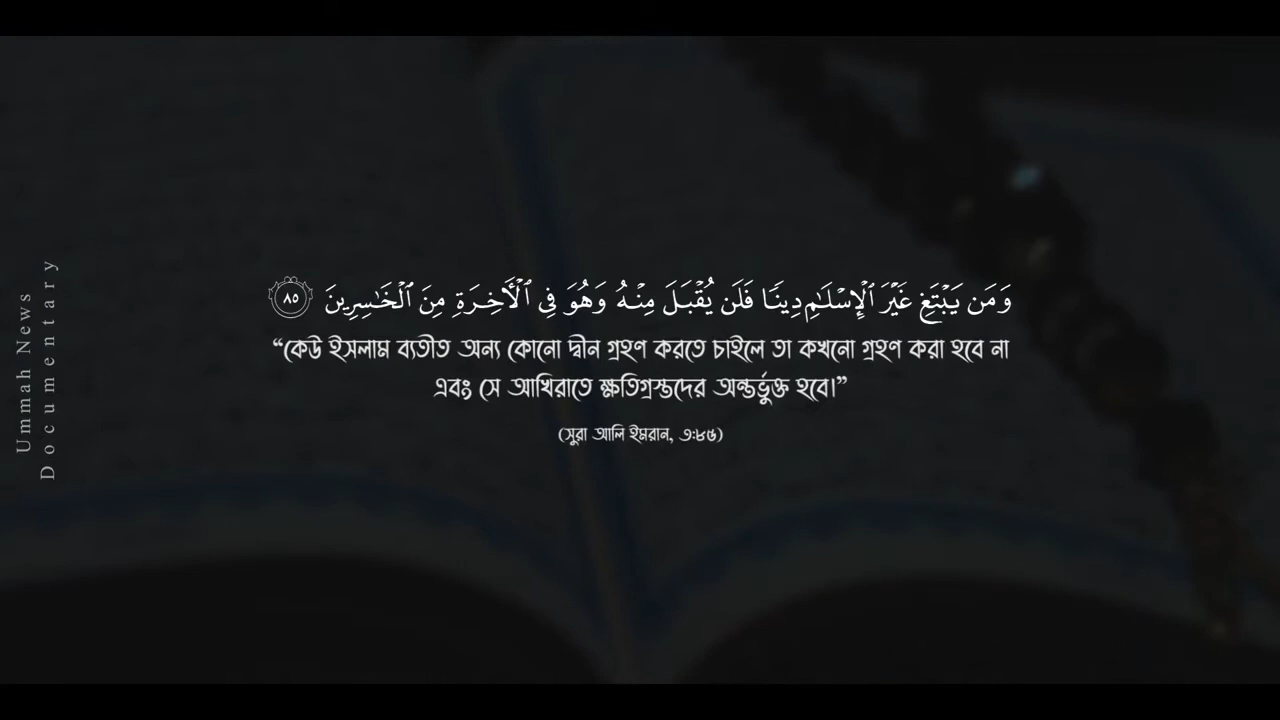 وَمَن يَبْتَغِ غَيْرَ ٱلْإِسْلَٰمِ دِينًا فَلَن يُقْبَلَ مِنْهُ وَهُوَ فِى ٱلْأَخِرَةِ مِنَ ٱلْخَٰسِرِينَ ٨٥
“কেউ ইসলাম ব্যতীত অন্য কোনো দ্বীন গ্রহণ করতে চাইলে তা কখনো গ্রহণ করা হবে না
এবং সে আখিরাতে ক্ষতিগ্রস্তদের অন্তর্ভুক্ত হবে।”
(সুরা আলি ইমরান, ৩:৮৫)
Ummah News
Documentary